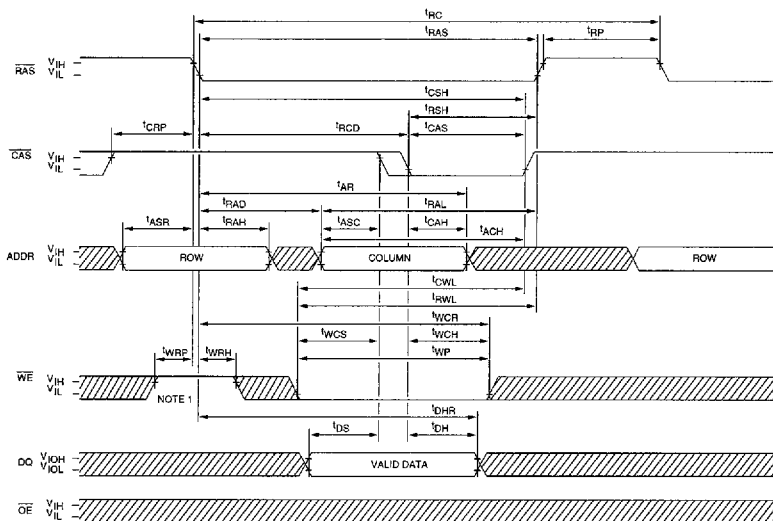 tRC
tRAS
tRP
RAS
VIH
VIL
tCSH
tRSH
tCRP
tRCD
tCAS
CAS
VIH
VIL
tAR
tRAD
tRAL
tASR
tRAH
tASC
tCAH
tACH
ADDR
VIH
VIL
ROW
COLUMN
ROW
tCWL
tRWL
tWCR
tWCS
tWCH
tWRP
tWRH
tWP
WE
VIH
VIL
NOTE 1
tDHR
tDS
tDH
DQ
VIOH
VIOL
VALID DATA
OE
VIH
VIL